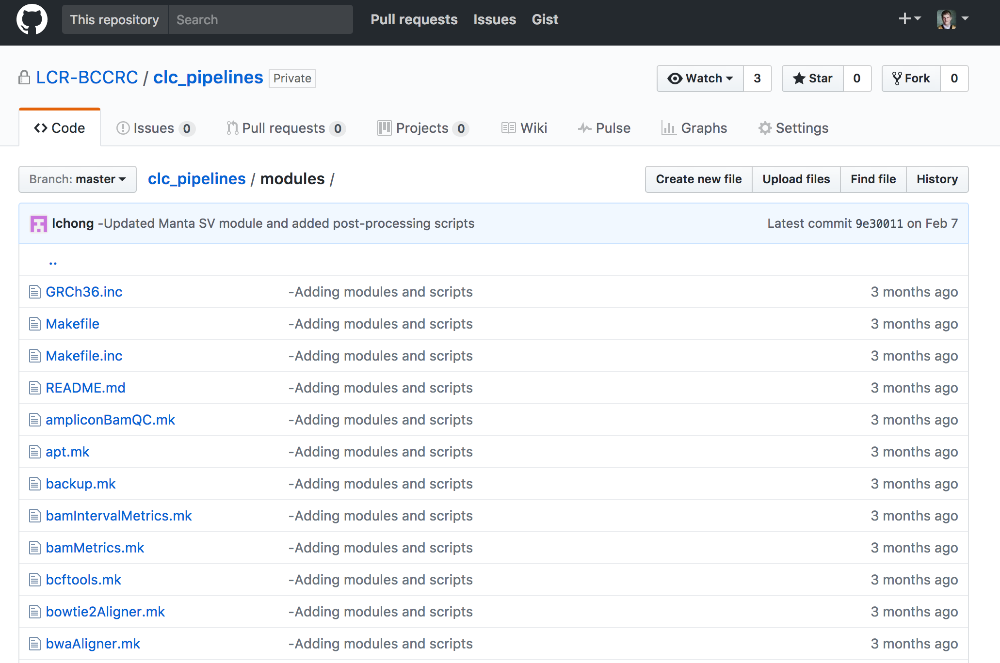 This repository Search Pull requests Issues Gist
LCR-BCCRC / clc_pipelines Private Watch 3 Star 0 Fork 0
Code Issues 0 Pull requests 0 Projects 0 Wiki Pulse Graphs Settings
Branch: master clc_pipelines / modules / Create new file Upload files Find file History
lchong -Updated Manta SV module and added post-processing scripts Latest commit 9e30011 on Feb 7
..
GRCh36.inc -Adding modules and scripts 3 months ago
Makefile -Adding modules and scripts 3 months ago
Makefile.inc -Adding modules and scripts 3 months ago
README.md -Adding modules and scripts 3 months ago
ampliconBamQC.mk -Adding modules and scripts 3 months ago
apt.mk -Adding modules and scripts 3 months ago
backup.mk -Adding modules and scripts 3 months ago
bamIntervalMetrics.mk -Adding modules and scripts 3 months ago
bamMetrics.mk -Adding modules and scripts 3 months ago
bcftools.mk -Adding modules and scripts 3 months ago
bowtie2Aligner.mk -Adding modules and scripts 3 months ago
bwaAligner.mk -Adding modules and scripts 3 months ago